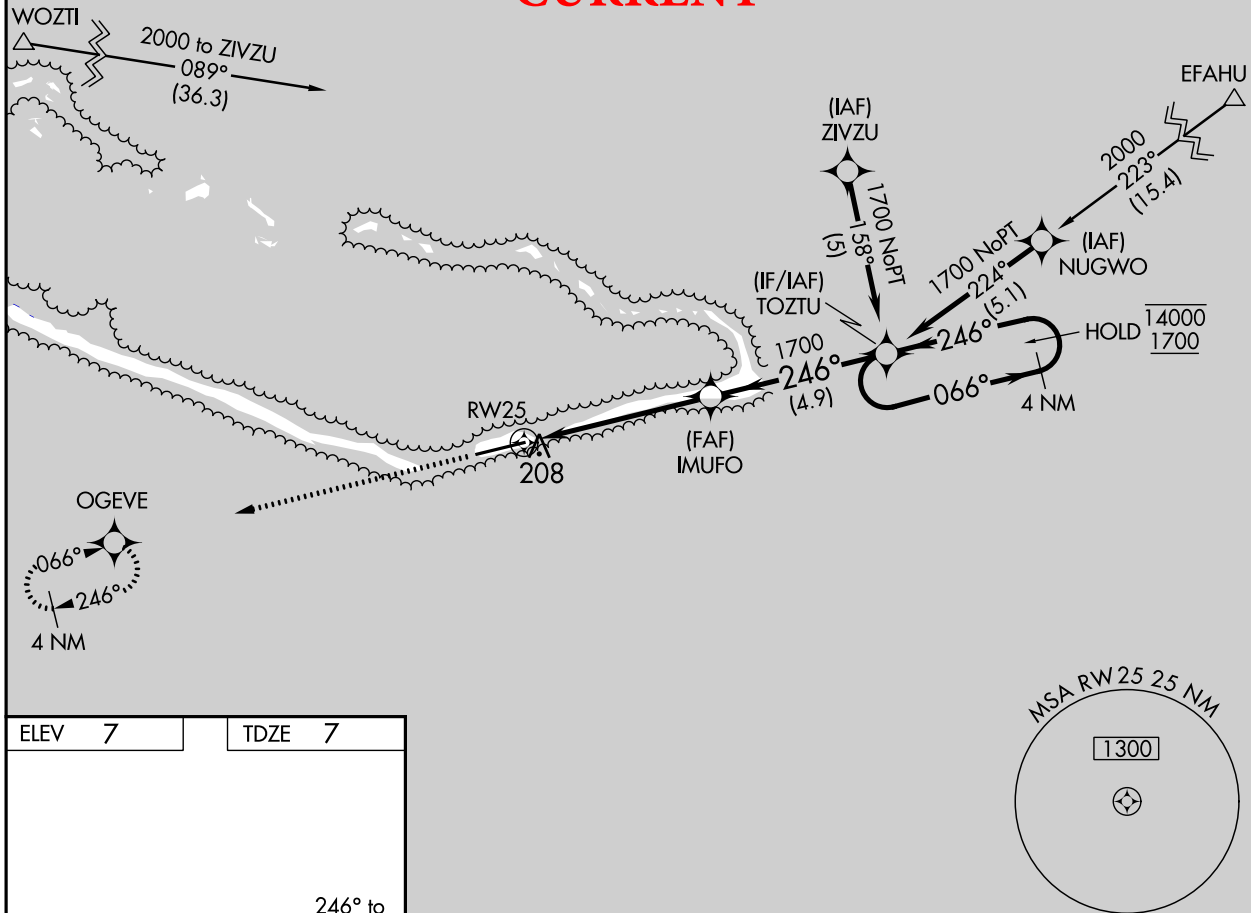 CURRENT
WOZTI
2000 to ZIVZU
089°
(36.3)
EFAHU
2000
223°
(15.4)
(IAF)
ZIVZU
1700 NoPT
158°
(5)
(IAF)
NUGWO
1700 NoPT
224°
(5.1)
(IF/IAF)
TOZTU
HOLD
14000
1700
246°
066°
4 NM
1700
246°
(4.9)
RW25
208
(FAF)
IMUFO
OGEVE
066°
246°
4 NM
MSA RW25 25 NM
1300
ELEV 7
TDZE 7
246° to